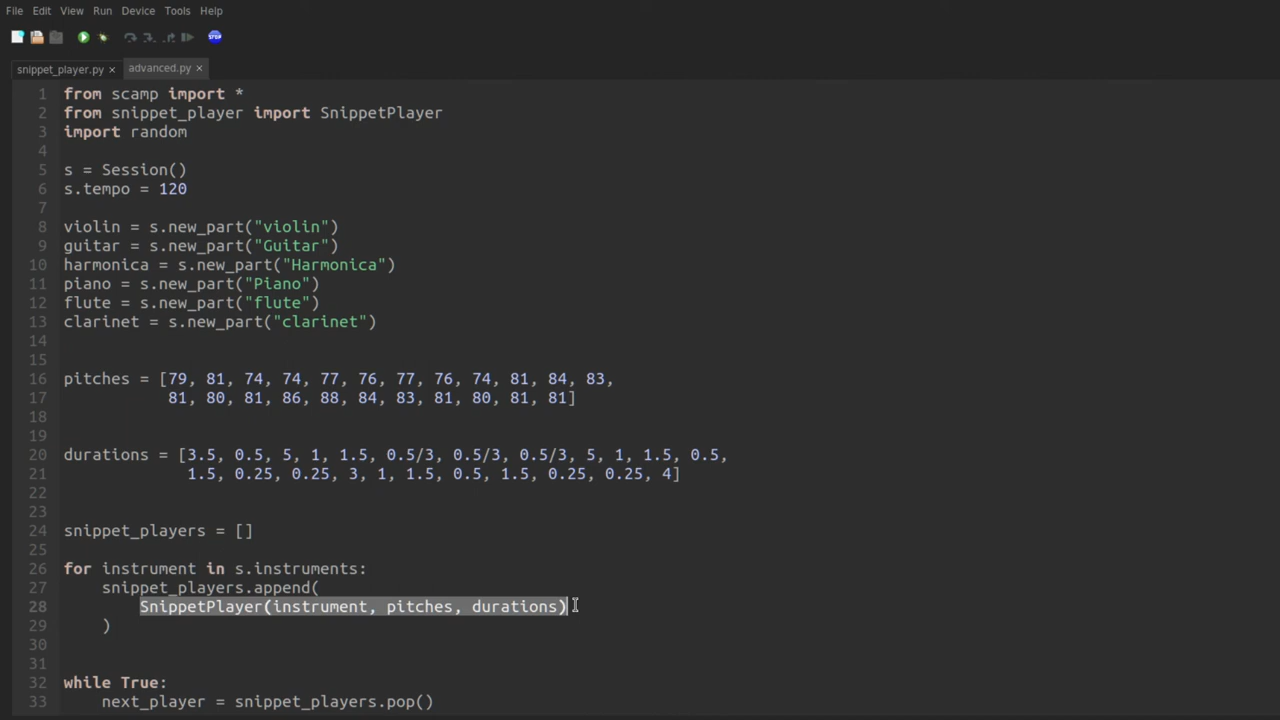 File Edit View Run Device Tools Help
STOP
snippet_player.py × advanced.py ×
1 from scamp import *
2 from snippet_player import SnippetPlayer
3 import random
4
5 s = Session()
6 s.tempo = 120
7
8 violin = s.new_part("violin")
9 guitar = s.new_part("Guitar")
10 harmonica = s.new_part("Harmonica")
11 piano = s.new_part("Piano")
12 flute = s.new_part("flute")
13 clarinet = s.new_part("clarinet")
14
15
16 pitches = [79, 81, 74, 74, 77, 76, 77, 76, 74, 81, 84, 83,
17 81, 80, 81, 86, 88, 84, 83, 81, 80, 81, 81]
18
19
20 durations = [3.5, 0.5, 5, 1, 1.5, 0.5/3, 0.5/3, 0.5/3, 5, 1, 1.5, 0.5,
21 1.5, 0.25, 0.25, 3, 1, 1.5, 0.5, 1.5, 0.25, 0.25, 4]
22
23
24 snippet_players = []
25
26 for instrument in s.instruments:
27 snippet_players.append(
28 SnippetPlayer(instrument, pitches, durations)
29 )
30
31
32 while True:
33 next_player = snippet_players.pop()